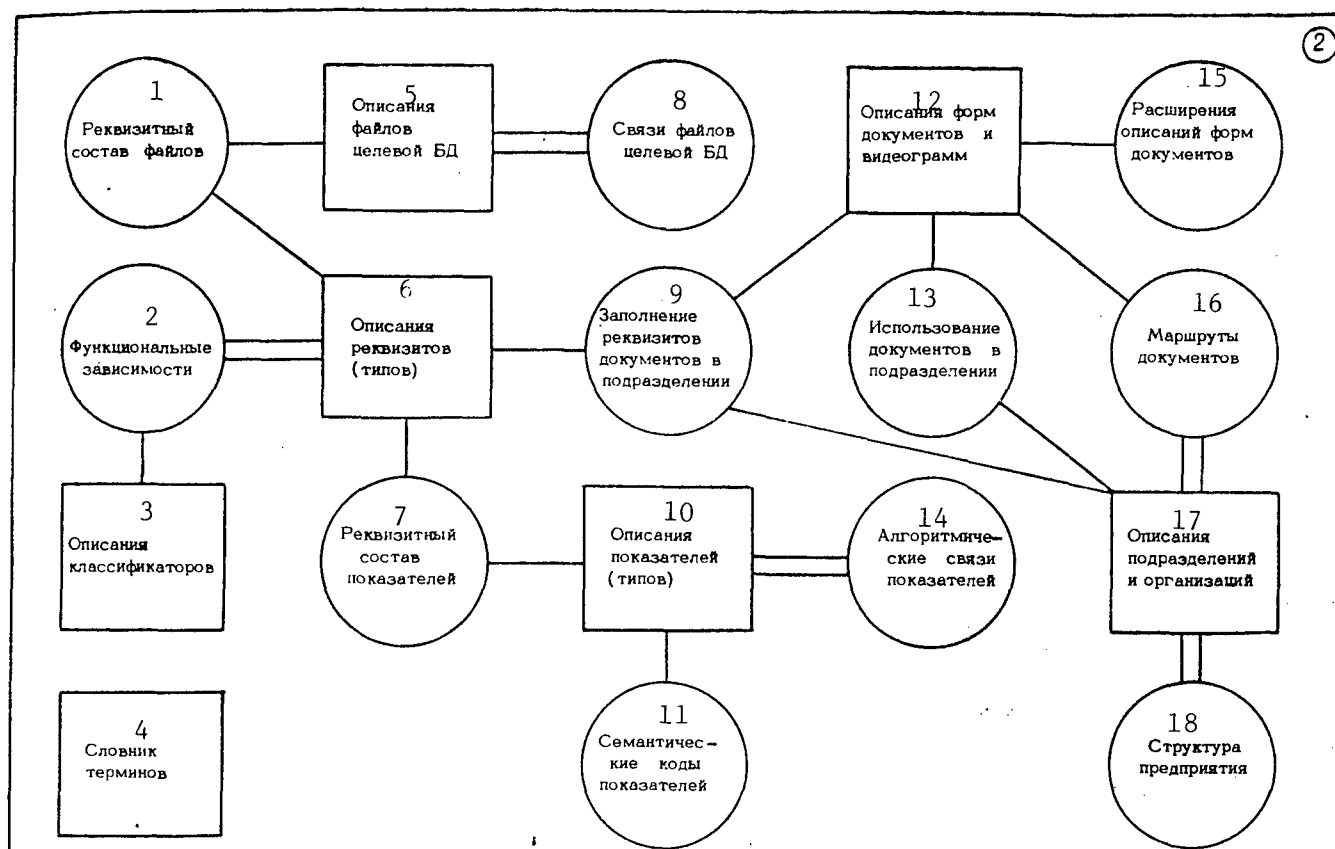 2
1
Реквизитный
состав файлов
5
Описания
файлов
целевой БД
8
Связи файлов
целевой БД
12
Описания форм
документов и
видеограмм
15
Расширения
описаний форм
документов
2
Функциональные
зависимости
6
Описания
реквизитов
(типов)
9
Заполнение
реквизитов
документов в
подразделении
13
Использование
документов в
подразделении
16
Маршруты
документов
3
Описания
классификаторов
7
Реквизитный
состав
показателей
10
Описания
показателей
(типов)
14
Алгоритмиче-
ские связи
показателей
17
Описания
подразделений
и организаций
4
Словник
терминов
11
Семантичес-
кие коды
показателей
18
Структура
предприятия